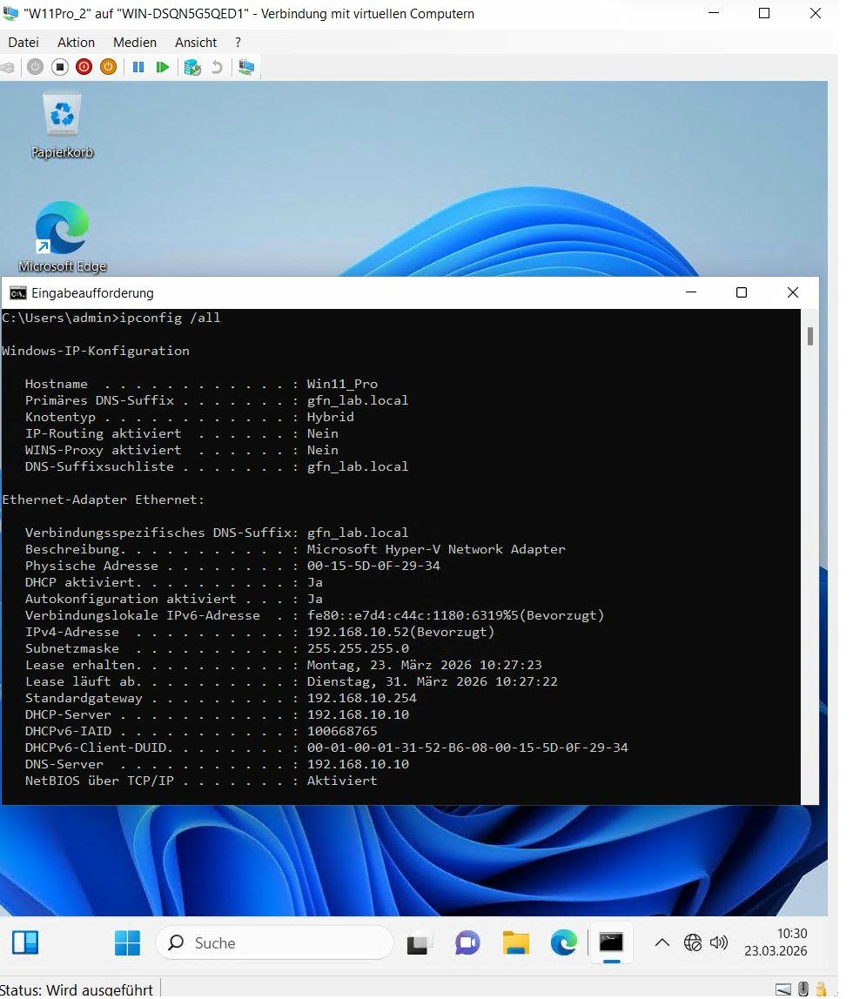 "W11Pro_2" auf "WIN-DSQN5G5QED1" - Verbindung mit virtuellen Computern
Datei Aktion Medien Ansicht ?
Papierkorb
Microsoft Edge
Eingabeaufforderung
C:\Users\admin>ipconfig /all
Windows-IP-Konfiguration
Hostname . . . . . . . . . . . . : Win11_Pro
Primäres DNS-Suffix . . . . . . . : gfn_lab.local
Knotentyp . . . . . . . . . . . . : Hybrid
IP-Routing aktiviert . . . . . . : Nein
WINS-Proxy aktiviert . . . . . . : Nein
DNS-Suffixsuchliste . . . . . . . : gfn_lab.local
Ethernet-Adapter Ethernet:
Verbindungsspezifisches DNS-Suffix: gfn_lab.local
Beschreibung. . . . . . . . . . . : Microsoft Hyper-V Network Adapter
Physische Adresse . . . . . . . . : 00-15-5D-0F-29-34
DHCP aktiviert. . . . . . . . . . : Ja
Autokonfiguration aktiviert . . . : Ja
Verbindungslokale IPv6-Adresse . : fe80::e7d4:c44c:1180:6319%5(Bevorzugt)
IPv4-Adresse . . . . . . . . . . : 192.168.10.52(Bevorzugt)
Subnetzmaske . . . . . . . . . . : 255.255.255.0
Lease erhalten. . . . . . . . . . : Montag, 23. März 2026 10:27:23
Lease läuft ab. . . . . . . . . . : Dienstag, 31. März 2026 10:27:22
Standardgateway . . . . . . . . . : 192.168.10.254
DHCP-Server . . . . . . . . . . . : 192.168.10.10
DHCPv6-IAID . . . . . . . . . . . : 100668765
DHCPv6-Client-DUID. . . . . . . . : 00-01-00-01-31-52-B6-08-00-15-5D-0F-29-34
DNS-Server . . . . . . . . . . . : 192.168.10.10
NetBIOS über TCP/IP . . . . . . . : Aktiviert
Suche
10:30
23.03.2026
Status: Wird ausgeführt